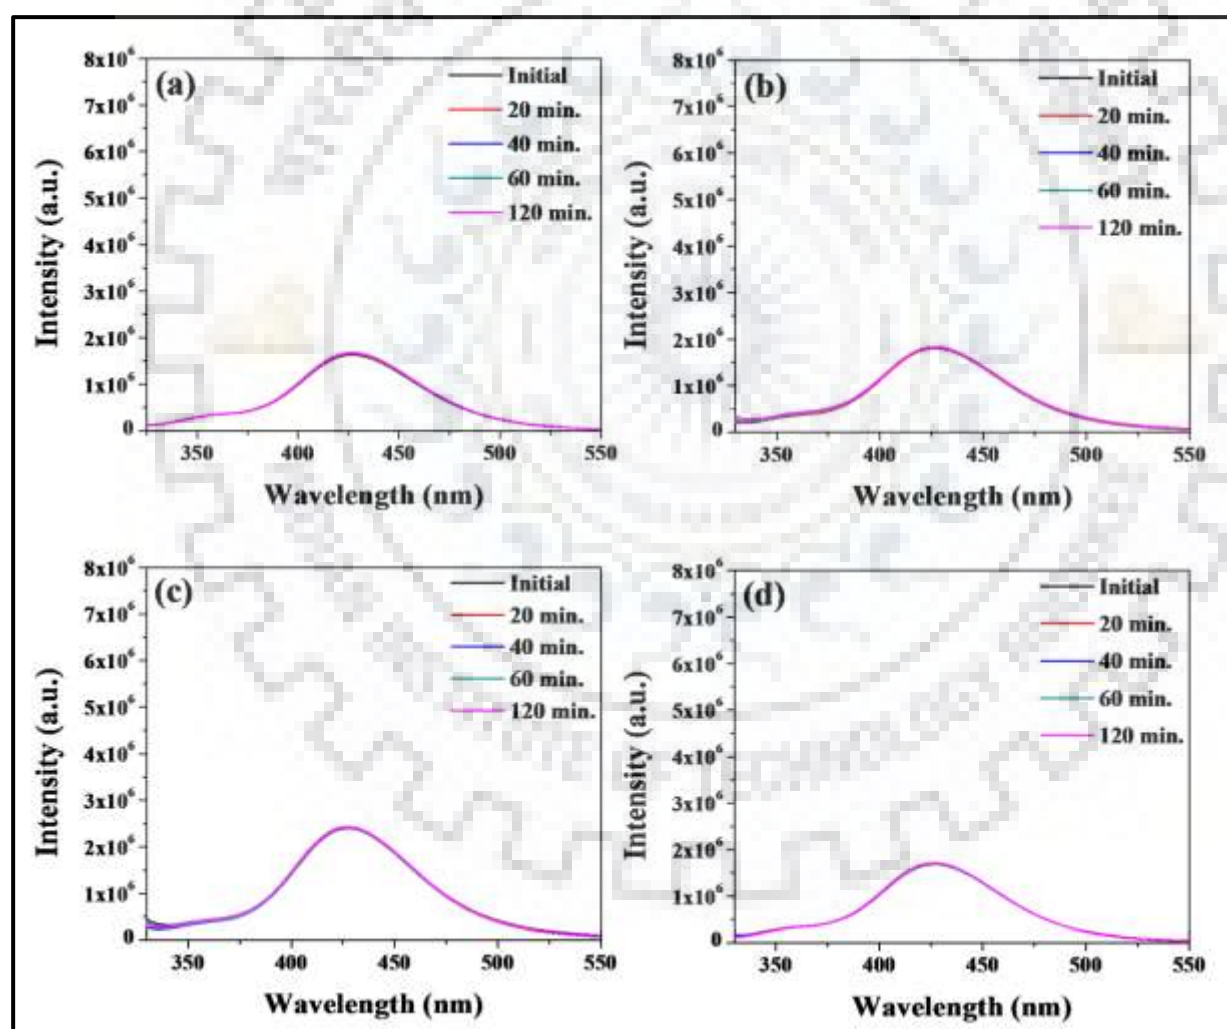 (a)
Initial
20 min.
40 min.
60 min.
120 min.
8x10⁶
7x10⁶
6x10⁶
5x10⁶
4x10⁶
3x10⁶
2x10⁶
1x10⁶
0
Intensity (a.u.)
350 400 450 500 550
Wavelength (nm)
(b)
Initial
20 min.
40 min.
60 min.
120 min.
8x10⁶
7x10⁶
6x10⁶
5x10⁶
4x10⁶
3x10⁶
2x10⁶
1x10⁶
0
Intensity (a.u.)
350 400 450 500 550
Wavelength (nm)
(c)
Initial
20 min.
40 min.
60 min.
120 min.
8x10⁶
7x10⁶
6x10⁶
5x10⁶
4x10⁶
3x10⁶
2x10⁶
1x10⁶
0
Intensity (a.u.)
350 400 450 500 550
Wavelength (nm)
(d)
Initial
20 min.
40 min.
60 min.
120 min.
8x10⁶
7x10⁶
6x10⁶
5x10⁶
4x10⁶
3x10⁶
2x10⁶
1x10⁶
0
Intensity (a.u.)
350 400 450 500 550
Wavelength (nm)